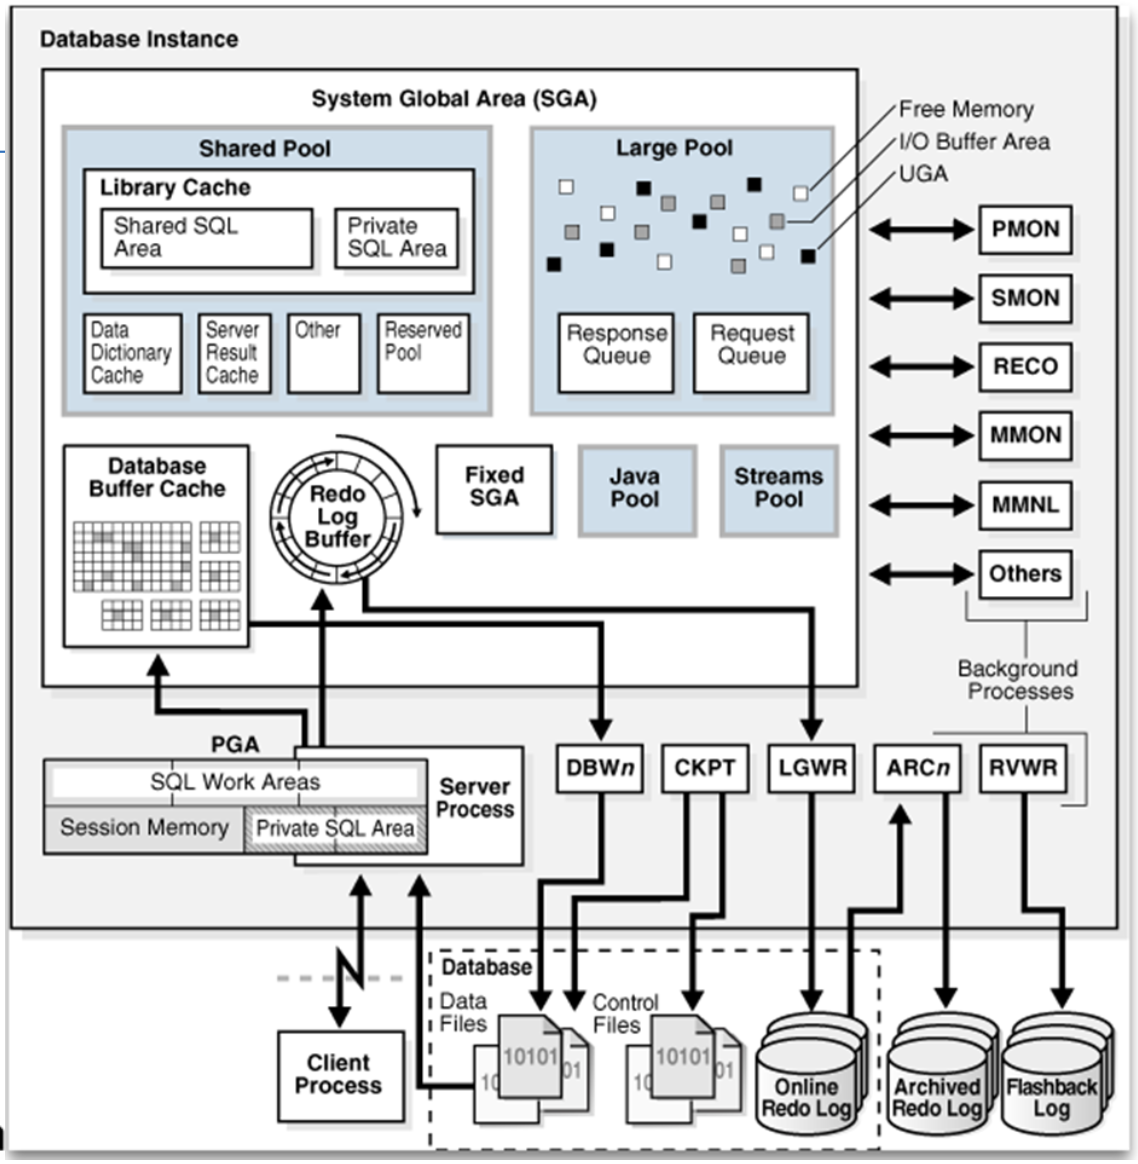 Database Instance
System Global Area (SGA)
Shared Pool
Library Cache
Shared SQL
Area
Private
SQL Area
Data
Dictionary
Cache
Server
Result
Cache
Other
Reserved
Pool
Large Pool
Response
Queue
Request
Queue
Free Memory
I/O Buffer Area
UGA
Database
Buffer Cache
Redo
Log
Buffer
Fixed
SGA
Java
Pool
Streams
Pool
PMON
SMON
RECO
MMON
MMNL
Others
Background
Processes
PGA
SQL Work Areas
Session Memory
Private SQL Area
Server
Process
DBWn
CKPT
LGWR
ARCn
RVWR
Client
Process
Database
Data
Files
10
10101
01
Control
Files
10
10101
01
Online
Redo Log
Archived
Redo Log
Flashback
Log